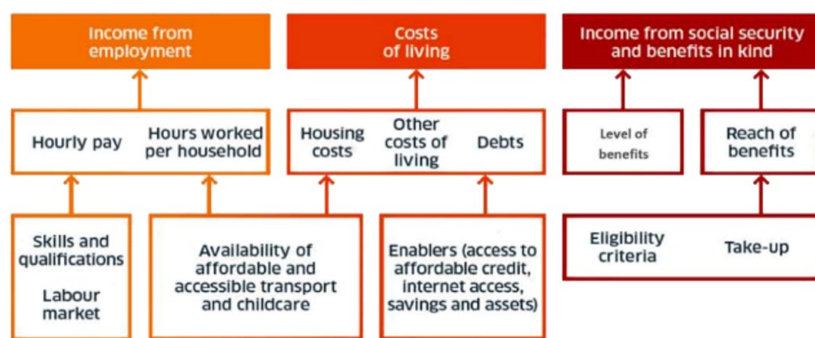 Income from
employment
Costs
of living
Income from social security
and benefits in kind
Hourly pay
Hours worked
per household
Housing
costs
Other
costs of
living
Debts
Level of
benefits
Reach of
benefits
Skills and
qualifications
Labour
market
Availability of
affordable and
accessible transport
and childcare
Enablers (access to
affordable credit,
internet access,
savings and assets)
Eligibility
criteria
Take-up